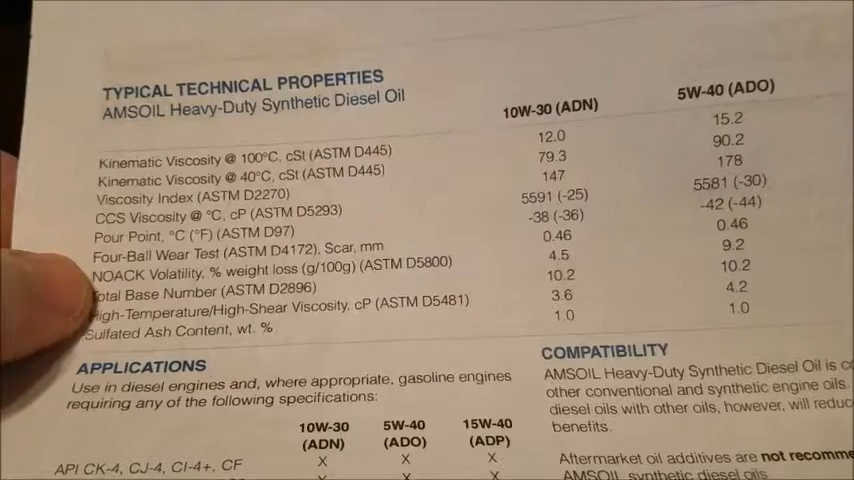 TYPICAL TECHNICAL PROPERTIES
AMSOIL Heavy-Duty Synthetic Diesel Oil
10W-30 (ADN) 5W-40 (ADO)
Kinematic Viscosity @ 100°C, cSt (ASTM D445) 12.0 15.2
Kinematic Viscosity @ 40°C, cSt (ASTM D445) 79.3 90.2
Viscosity Index (ASTM D2270) 147 178
CCS Viscosity @ °C, cP (ASTM D5293) 5591 (-25) 5581 (-30)
Pour Point, °C (°F) (ASTM D97) -38 (-36) -42 (-44)
Four-Ball Wear Test (ASTM D4172), Scar, mm 0.46 0.46
NOACK Volatility, % weight loss (g/100g) (ASTM D5800) 4.5 9.2
Total Base Number (ASTM D2896) 10.2 10.2
High-Temperature/High-Shear Viscosity, cP (ASTM D5481) 3.6 4.2
Sulfated Ash Content, wt. % 1.0 1.0
APPLICATIONS
Use in diesel engines and, where appropriate, gasoline engines
requiring any of the following specifications:
10W-30 5W-40 15W-40
(ADN) (ADO) (ADP)
API CK-4, CJ-4, CI-4+, CF X X X
X X X
COMPATIBILITY
AMSOIL Heavy-Duty Synthetic Diesel Oil is
other conventional and synthetic engine oils.
diesel oils with other oils, however, will
benefits.
Aftermarket oil additives are not
AMSOIL synthetic diesel oils